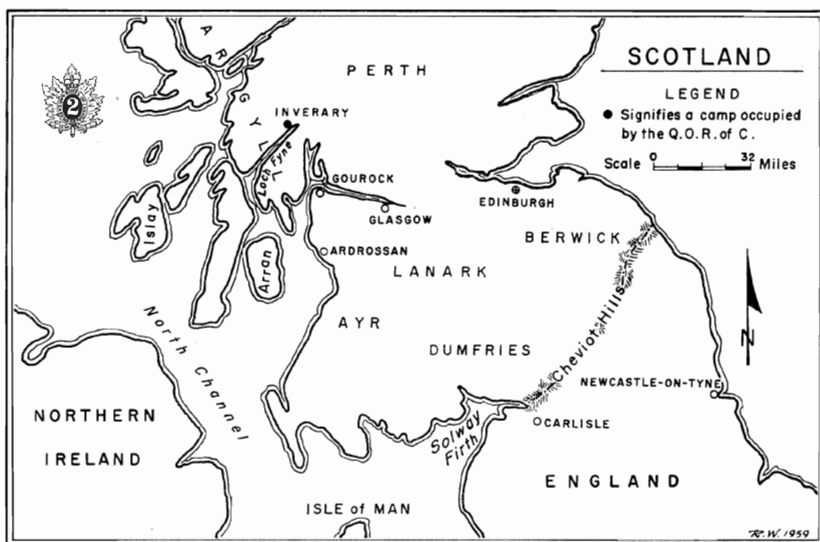 SCOTLAND
LEGEND
Signifies a camp occupied
by the Q.O.R. of C.
Scale 0 32 Miles
2
ARGYLL
PERTH
INVERARY
Loch Fyne
GOUROCK
GLASGOW
EDINBURGH
Islay
Arran
ARDROSSAN
BERWICK
LANARK
AYR
Cheviot Hills
North Channel
DUMFRIES
N
NEWCASTLE-ON-TYNE
NORTHERN
IRELAND
Solway
Firth
CARLISLE
ENGLAND
ISLE of MAN
R.W. 1959